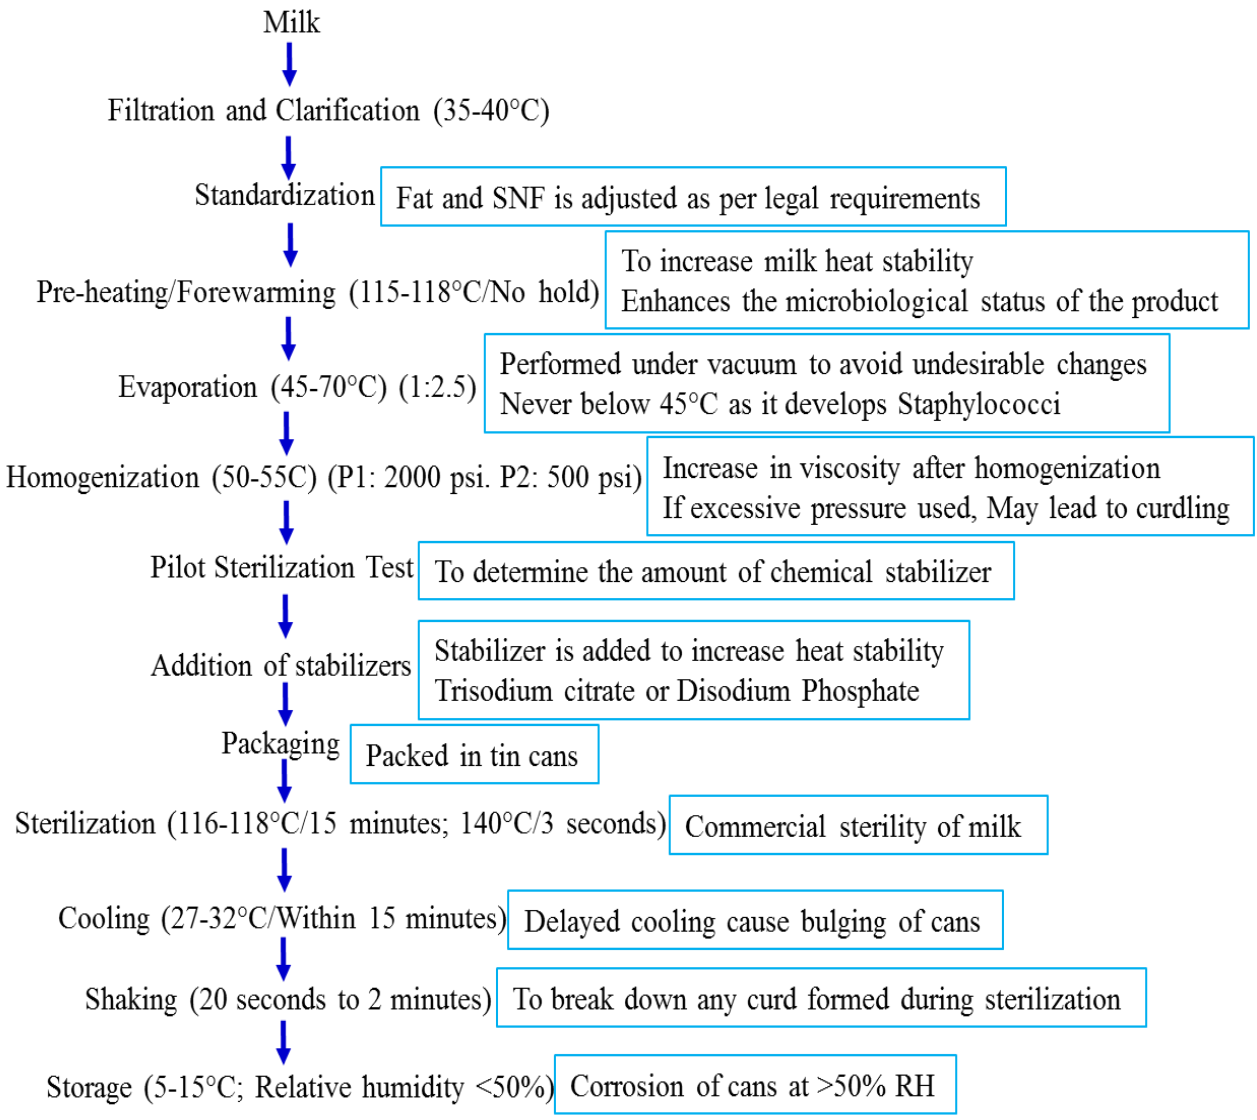 Milk
Filtration and Clarification (35-40°C)
Standardization
Fat and SNF is adjusted as per legal requirements
Pre-heating/Forewarming (115-118°C/No hold)
To increase milk heat stability
Enhances the microbiological status of the product
Evaporation (45-70°C) (1:2.5)
Performed under vacuum to avoid undesirable changes
Never below 45°C as it develops Staphylococci
Homogenization (50-55C) (P1: 2000 psi. P2: 500 psi)
Increase in viscosity after homogenization
If excessive pressure used, May lead to curdling
Pilot Sterilization Test
To determine the amount of chemical stabilizer
Addition of stabilizers
Stabilizer is added to increase heat stability
Trisodium citrate or Disodium Phosphate
Packaging
Packed in tin cans
Sterilization (116-118°C/15 minutes; 140°C/3 seconds)
Commercial sterility of milk
Cooling (27-32°C/Within 15 minutes)
Delayed cooling cause bulging of cans
Shaking (20 seconds to 2 minutes)
To break down any curd formed during sterilization
Storage (5-15°C; Relative humidity <50%)
Corrosion of cans at >50% RH